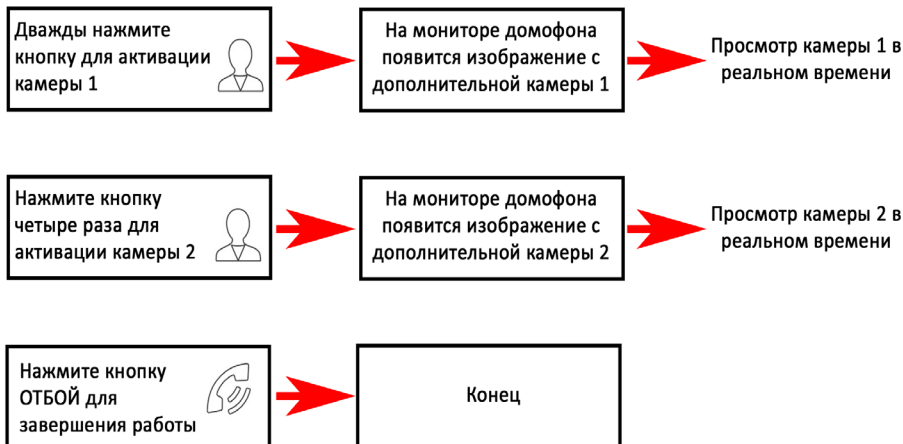 Дважды нажмите
кнопку для активации
камеры 1
На мониторе домофона
появится изображение с
дополнительной камеры 1
Просмотр камеры 1 в
реальном времени
Нажмите кнопку
четыре раза для
активации камеры 2
На мониторе домофона
появится изображение с
дополнительной камеры 2
Просмотр камеры 2 в
реальном времени
Нажмите кнопку
ОТБОЙ для
завершения работы
Конец